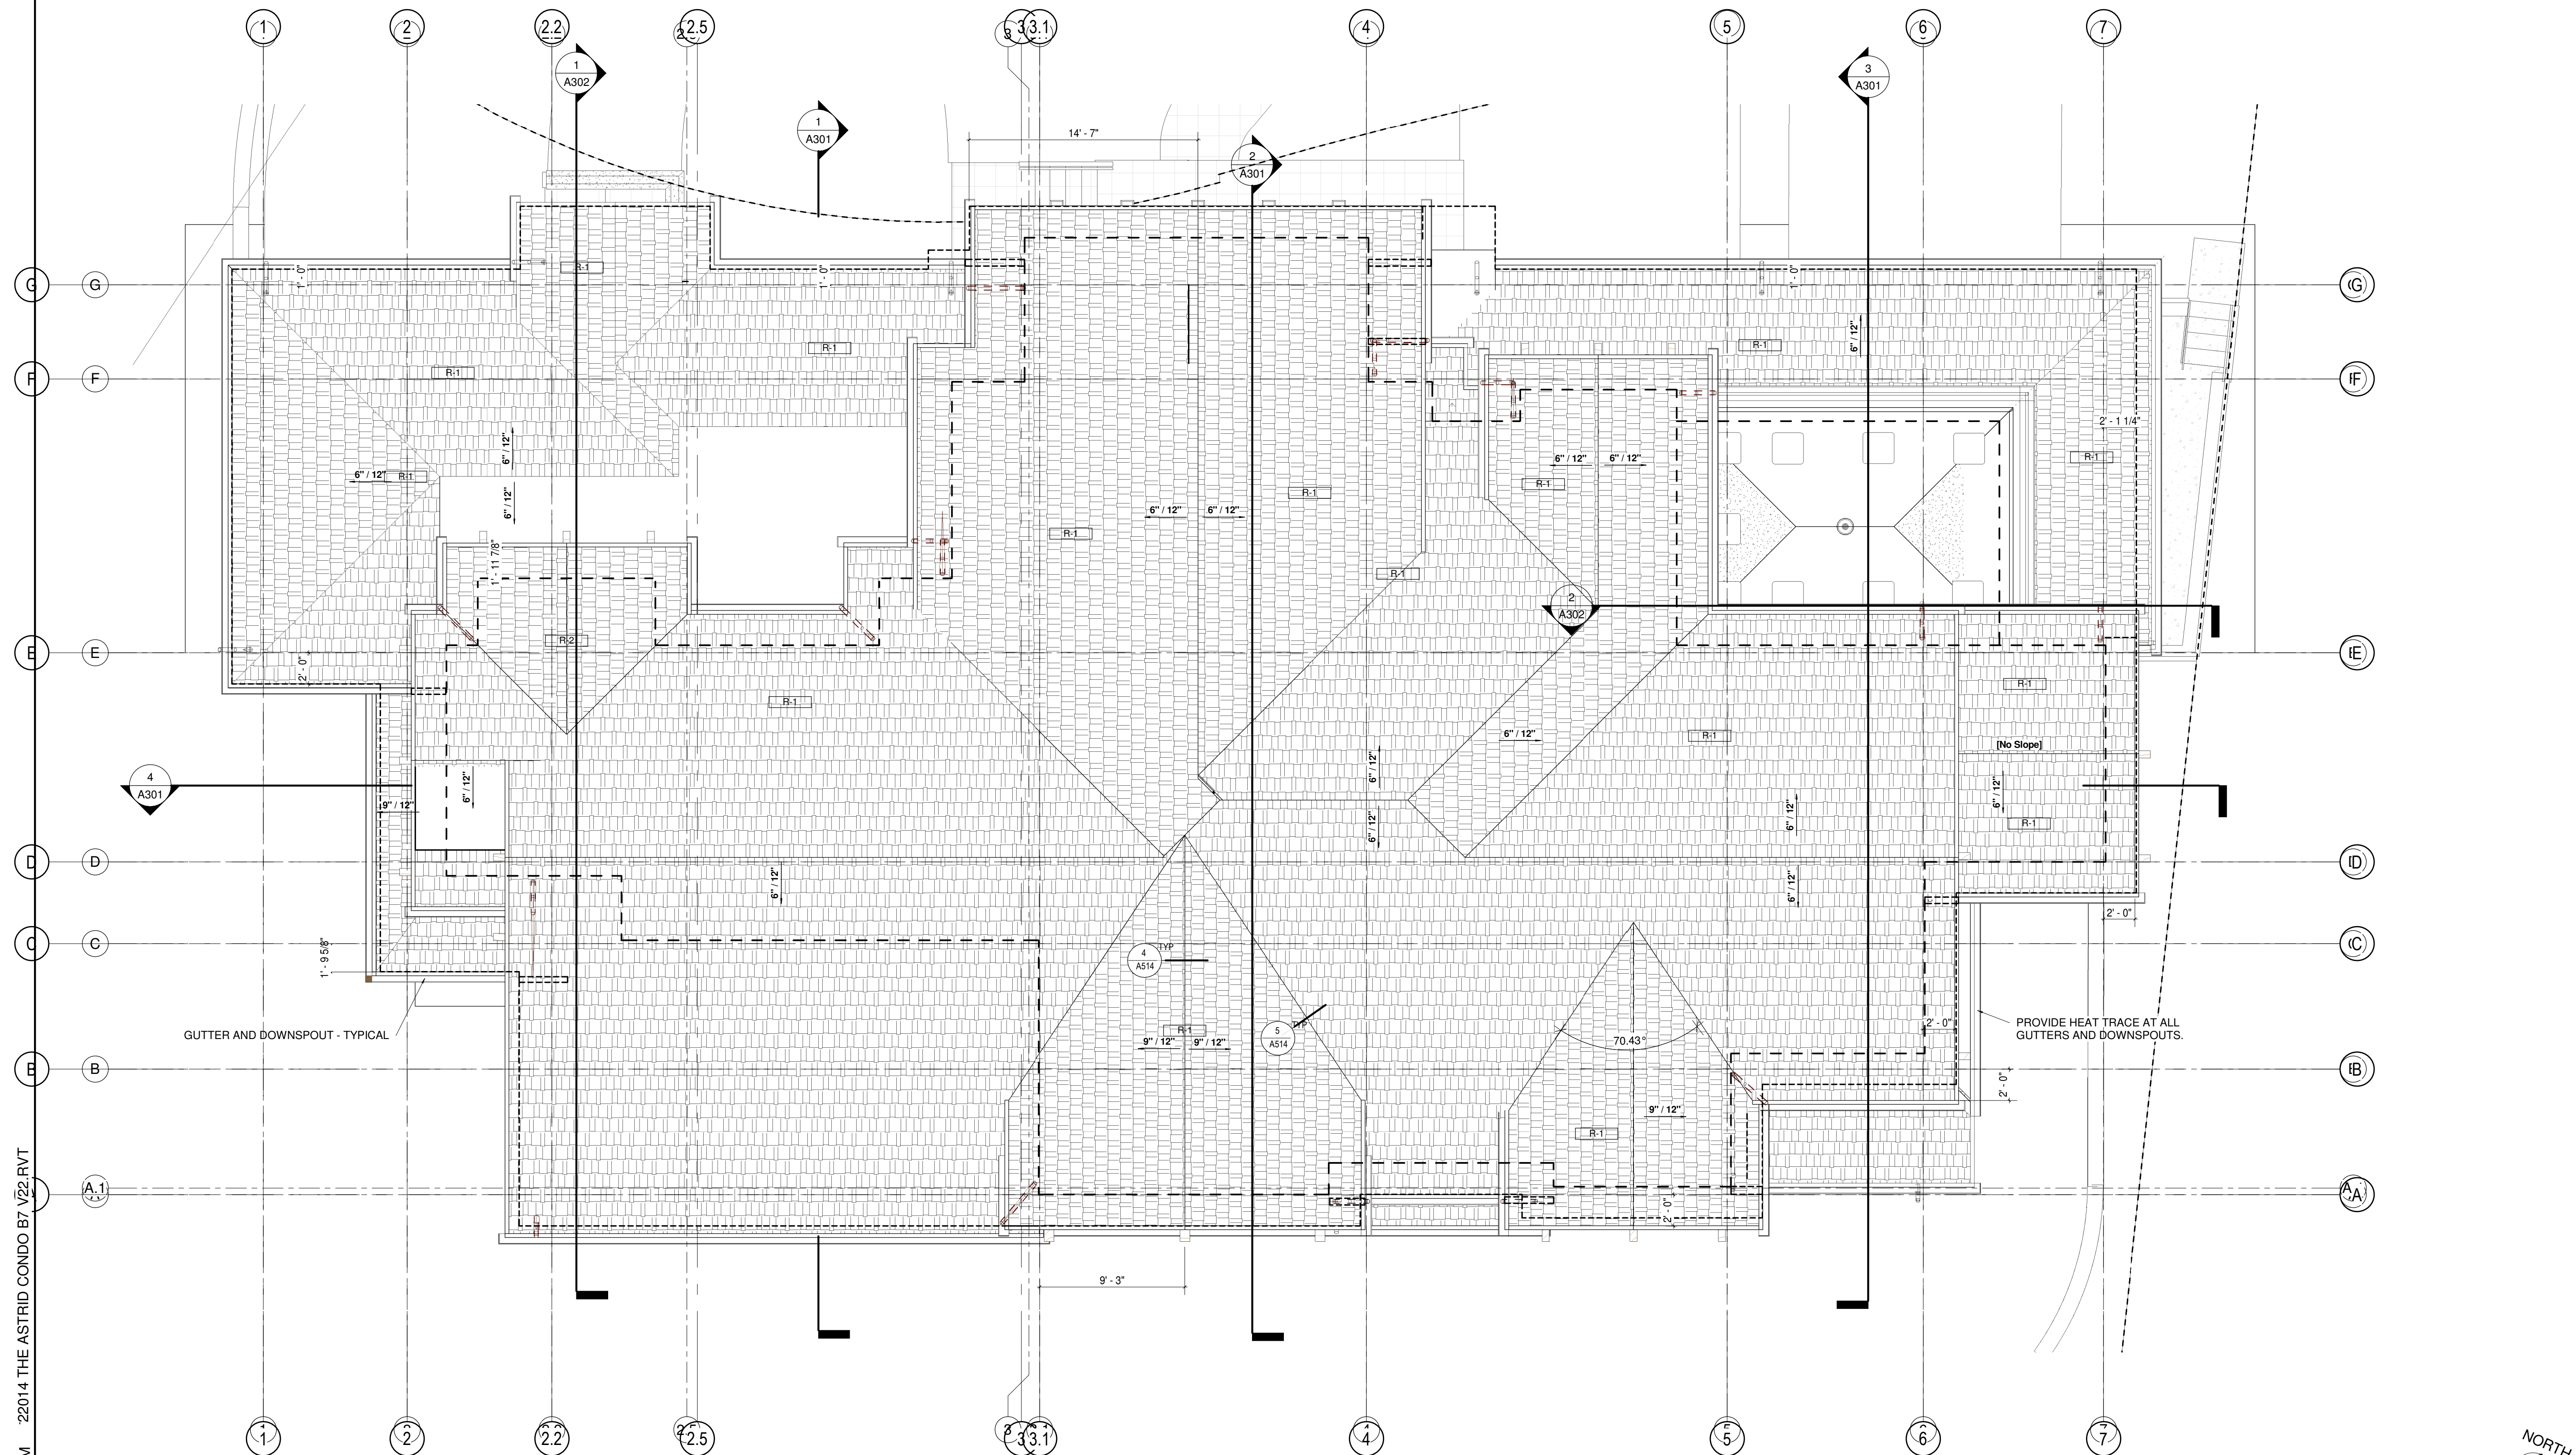 1 2 2.2 2.5 3 3.1 4 5 6 7
1
A302
1
A301
2
A301
3
A301
14' - 7"
1' - 0"
R-1
1' - 0"
1' - 0"
G G G
R-1
R-1
6" / 12"
R-1
F F F
2' - 1 1/4"
6" / 12"
6" / 12"
R-1
6" / 12"
6" / 12"
6" / 12"
R-1
R-1
R-1
6" / 12"
6" / 12"
6" / 12"
R-1
1' - 11 7/8"
R-1
2
A302
R-2
E E E
2' - 0"
R-1
R-1
R-1
6" / 12"
[No Slope]
4
A301
6" / 12"
9" / 12"
6" / 12"
6" / 12"
6" / 12"
6" / 12"
R-1
D D D
6" / 12"
6" / 12"
2' - 0"
C C C
1' - 9 5/8"
4
A514
TYP
GUTTER AND DOWNSPOUT - TYPICAL
R-1
9" / 12"
9" / 12"
5
A514
TYP
70.43°
2' - 0"
PROVIDE HEAT TRACE AT ALL
GUTTERS AND DOWNSPOUTS.
B B B
2' - 0"
9" / 12"
R-1
A.1
A
2' - 0"
9' - 3"
22014 THE ASTRID CONDO B7 V22.RVT
1 2 2.2 2.5 3 3.1 4 5 6 7
NORTH